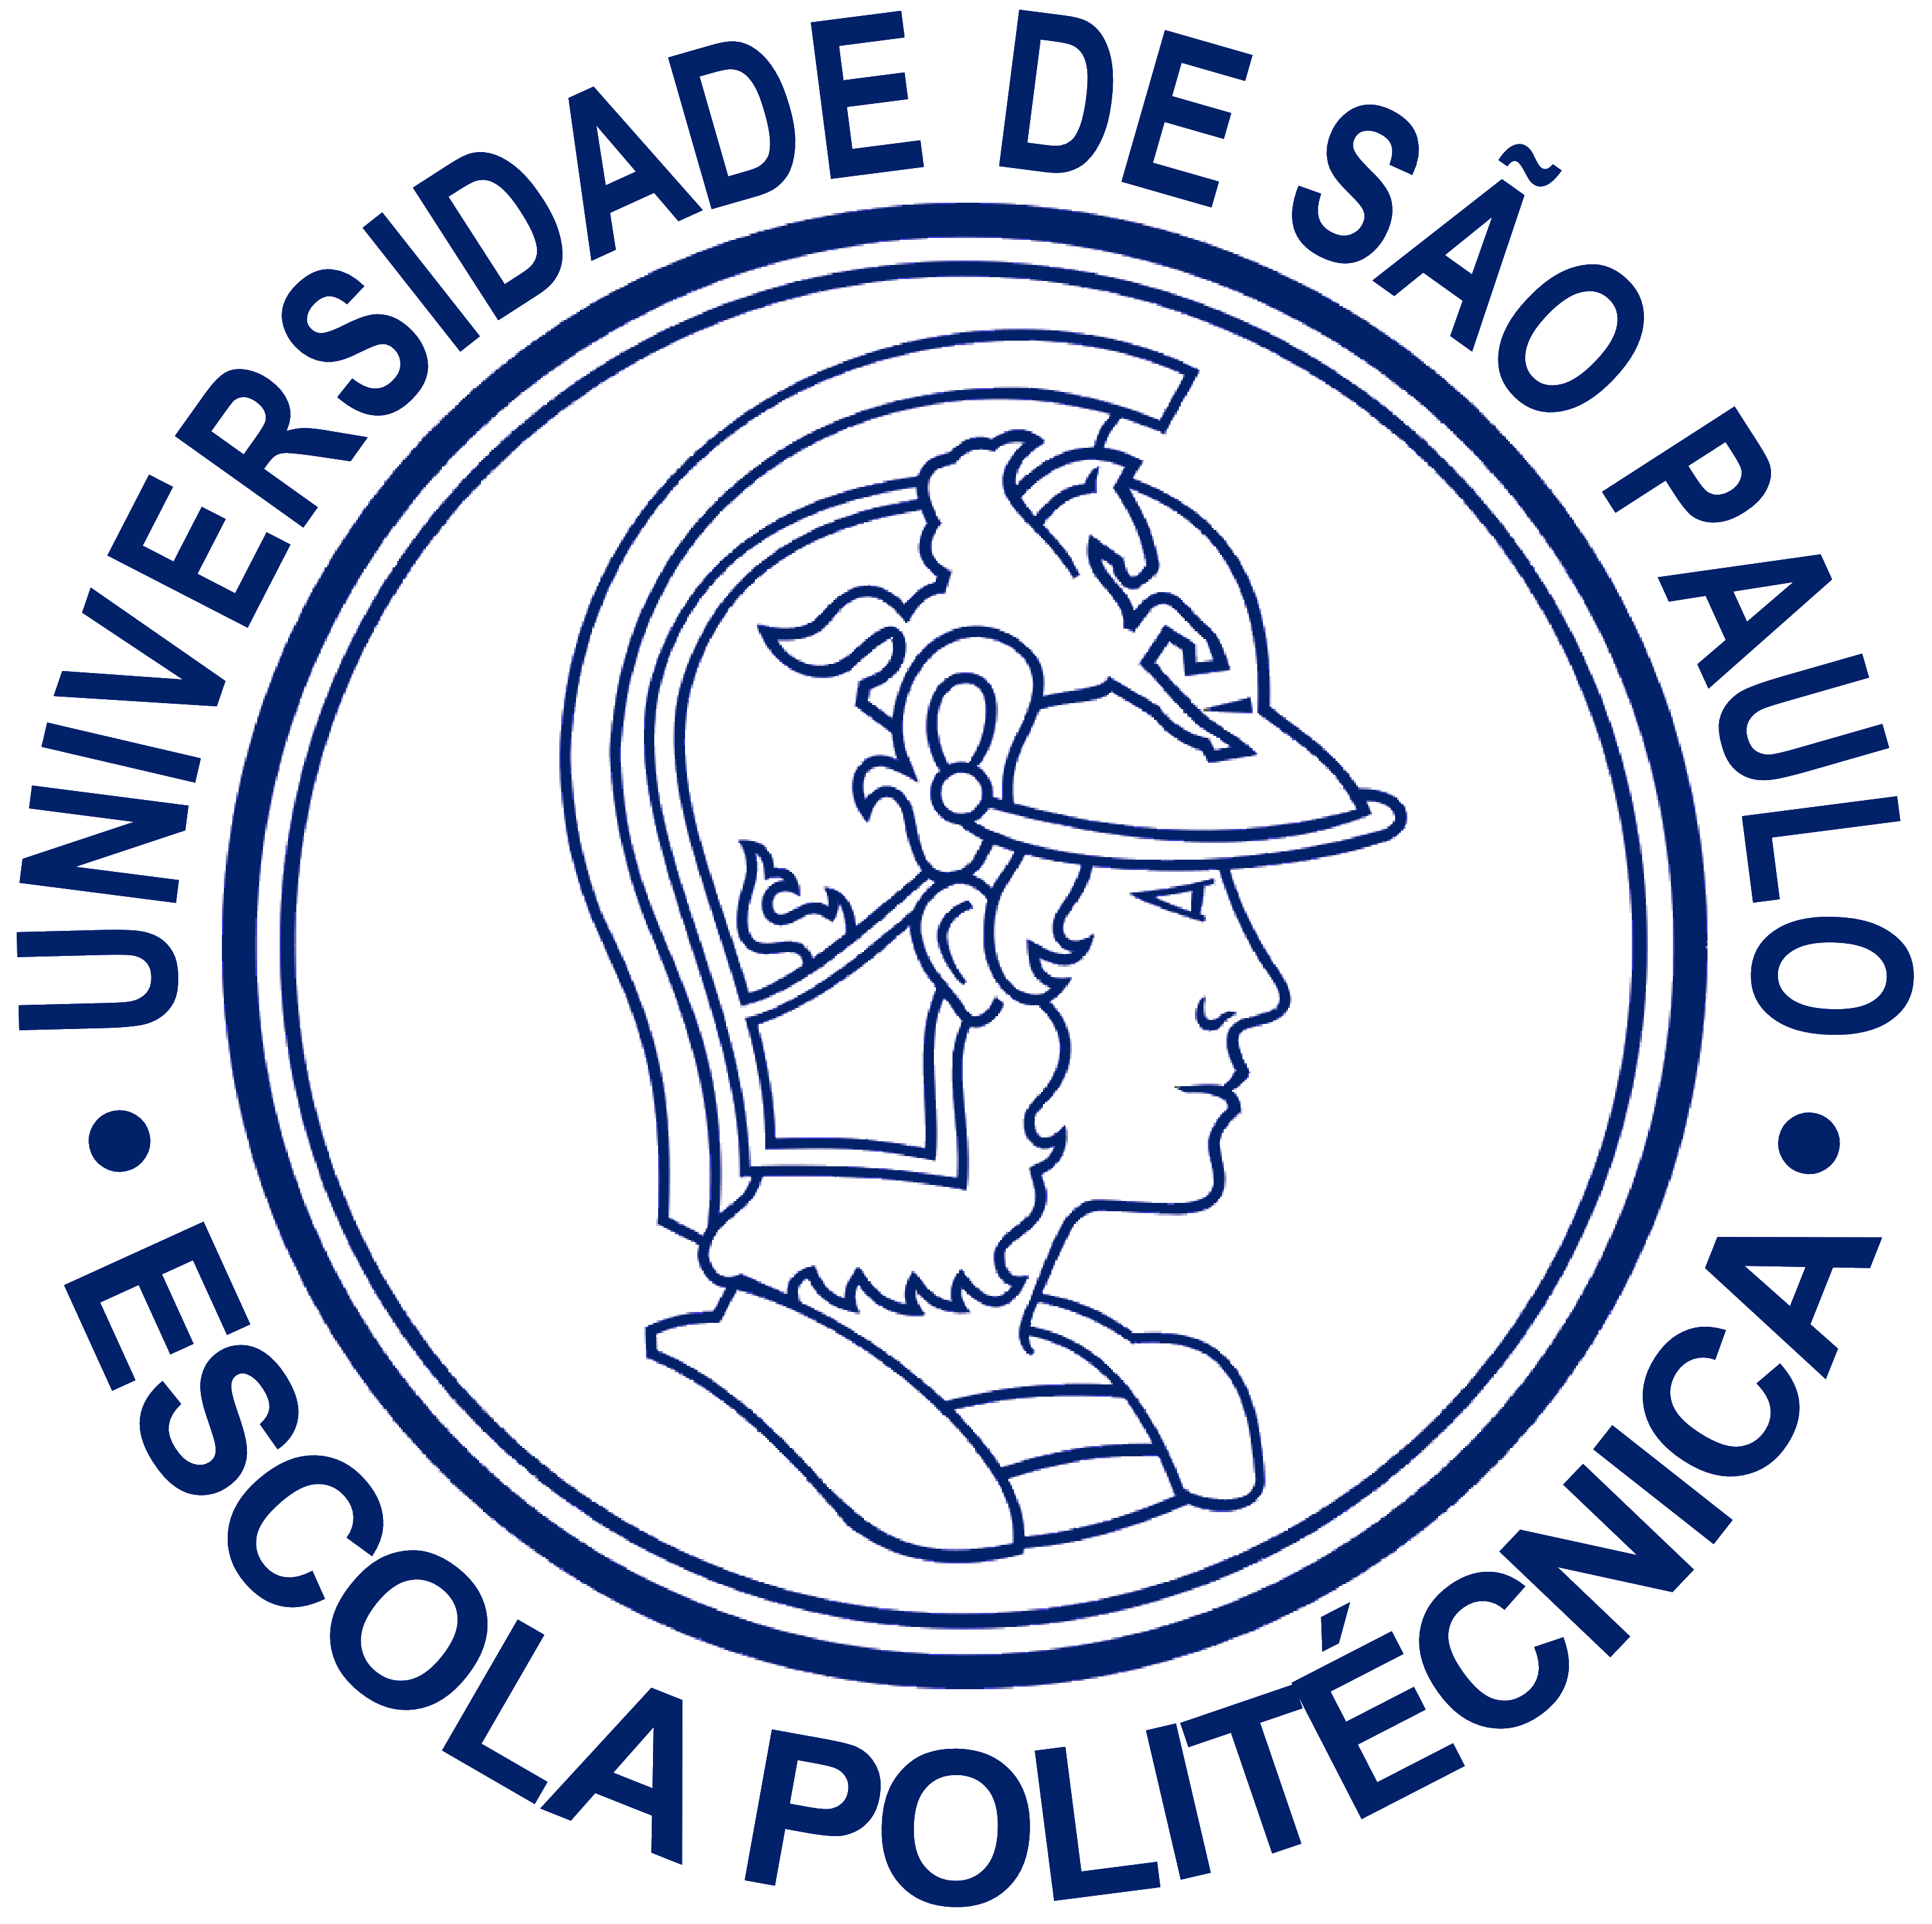 UNIVERSIDADE DE SÃO PAULO
• ESCOLA POLITÉCNICA •